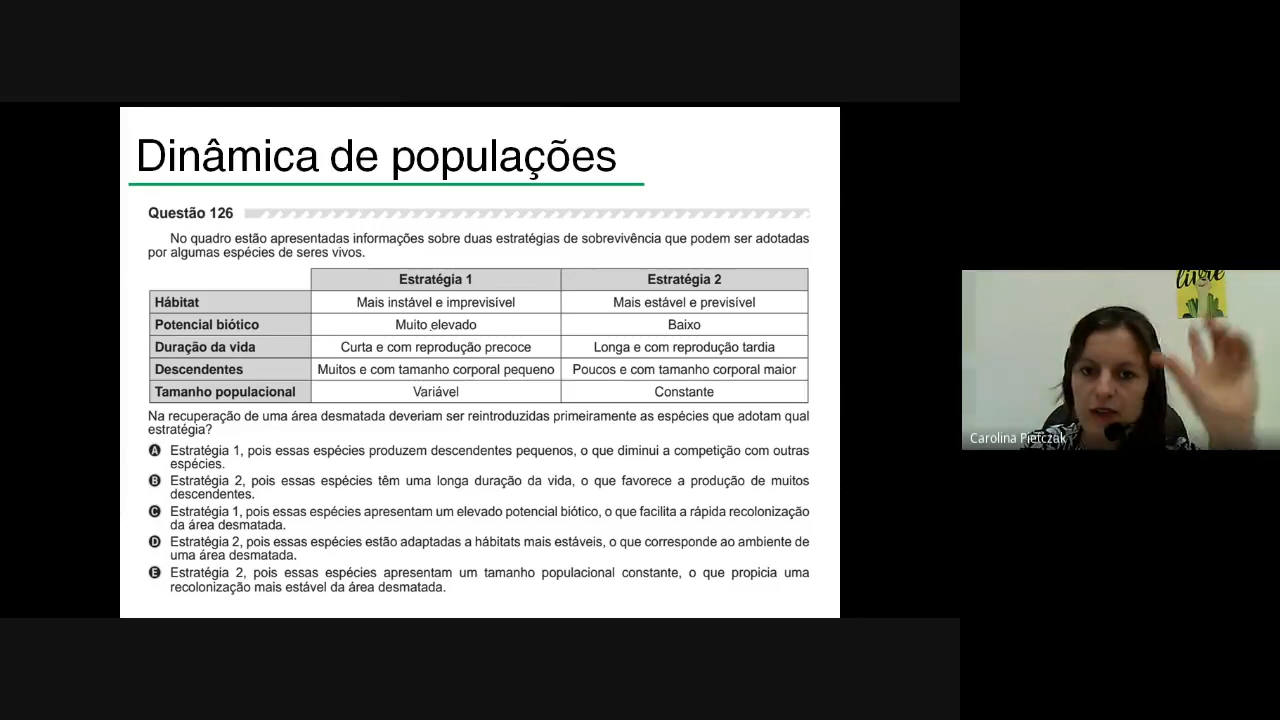 Dinâmica de populações
Questão 126
No quadro estão apresentadas informações sobre duas estratégias de sobrevivência que podem ser adotadas
por algumas espécies de seres vivos.
Estratégia 1 Estratégia 2
Hábitat Mais instável e imprevisível Mais estável e previsível
Potencial biótico Muito elevado Baixo
Duração da vida Curta e com reprodução precoce Longa e com reprodução tardia
Descendentes Muitos e com tamanho corporal pequeno Poucos e com tamanho corporal maior
Tamanho populacional Variável Constante
Na recuperação de uma área desmatada deveriam ser reintroduzidas primeiramente as espécies que adotam qual
estratégia?
A Estratégia 1, pois essas espécies produzem descendentes pequenos, o que diminui a competição com outras
espécies.
B Estratégia 2, pois essas espécies têm uma longa duração da vida, o que favorece a produção de muitos
descendentes.
C Estratégia 1, pois essas espécies apresentam um elevado potencial biótico, o que facilita a rápida recolonização
da área desmatada.
D Estratégia 2, pois essas espécies estão adaptadas a hábitats mais estáveis, o que corresponde ao ambiente de
uma área desmatada.
E Estratégia 2, pois essas espécies apresentam um tamanho populacional constante, o que propicia uma
recolonização mais estável da área desmatada.
livre
Carolina Pietczak